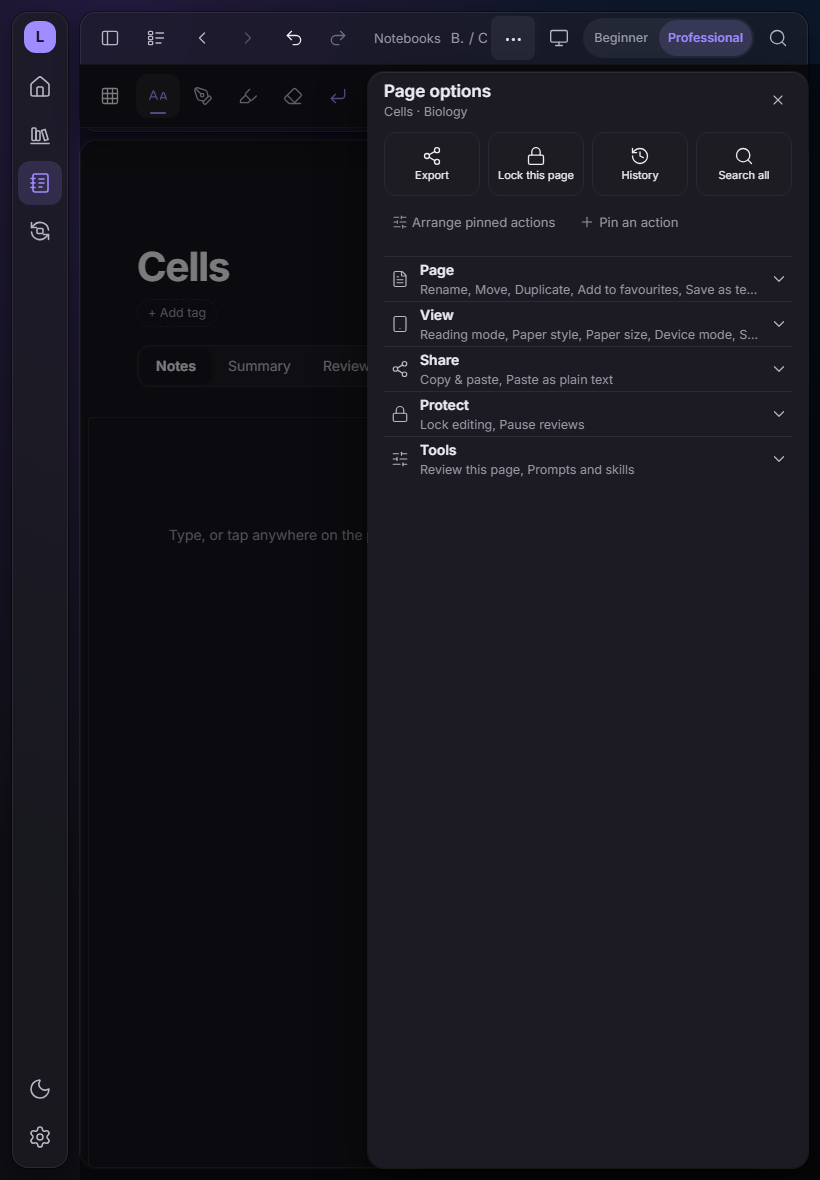 L
Notebooks B. / C
Beginner Professional
Page options
Cells · Biology
Export Lock this page History Search all
Arrange pinned actions Pin an action
Page
Rename, Move, Duplicate, Add to favourites, Save as te...
View
Reading mode, Paper style, Paper size, Device mode, S...
Share
Copy & paste, Paste as plain text
Protect
Lock editing, Pause reviews
Tools
Review this page, Prompts and skills
Cells
+ Add tag
Notes Summary Review
Type, or tap anywhere on the